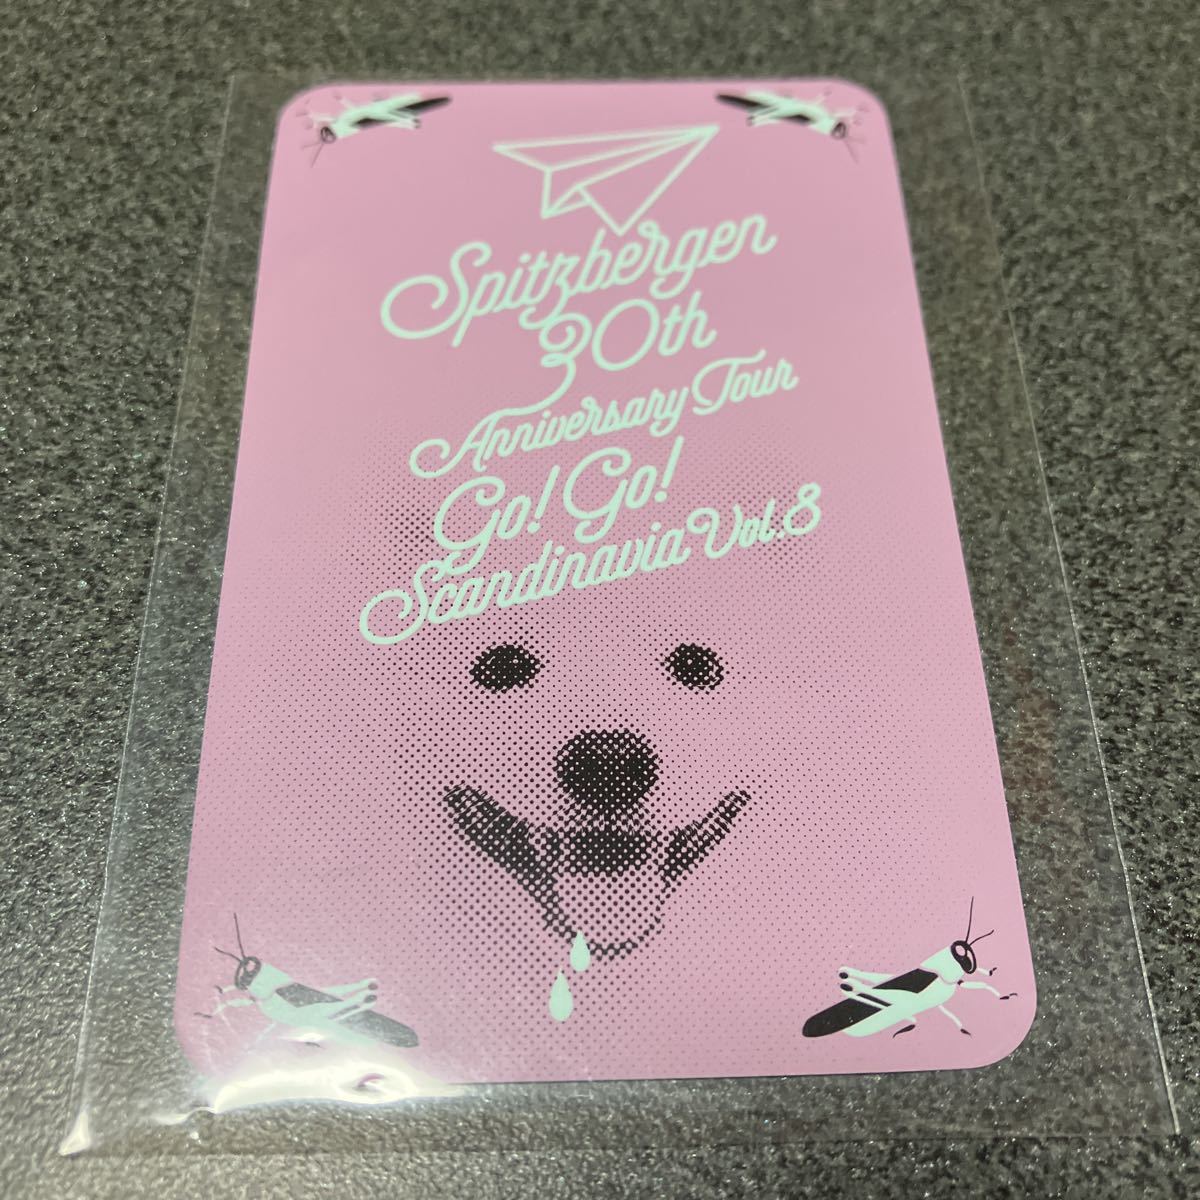 Spitzbergen
30th
Anniversary Tour
Go! Go!
Scandinavia Vol.8